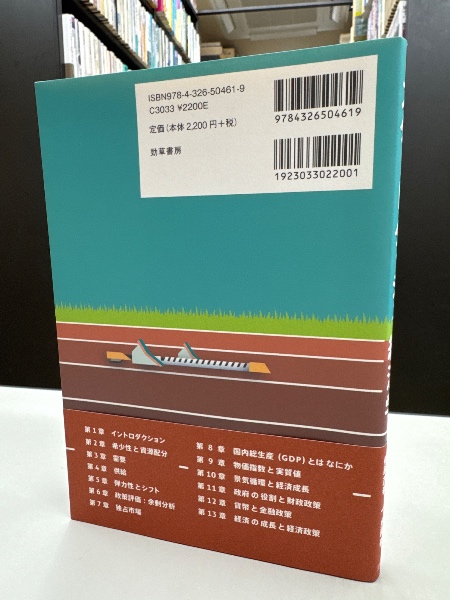 ISBN978-4-326-50461-9
C3033 ¥2200E
定価(本体2,200円+税)
勁草書房
9784326504619
1923033022001
第1章 イントロダクション
第2章 希少性と資源配分
第3章 需要
第4章 供給
第5章 弾力性とシフト
第6章 政策評価:余剰分析
第7章 独占市場
第8章 国内総生産(GDP)とはなにか
第9章 物価指数と実質値
第10章 景気循環と経済成長
第11章 政府の役割と財政政策
第12章 貨幣と金融政策
第13章 経済の成長と経済政策